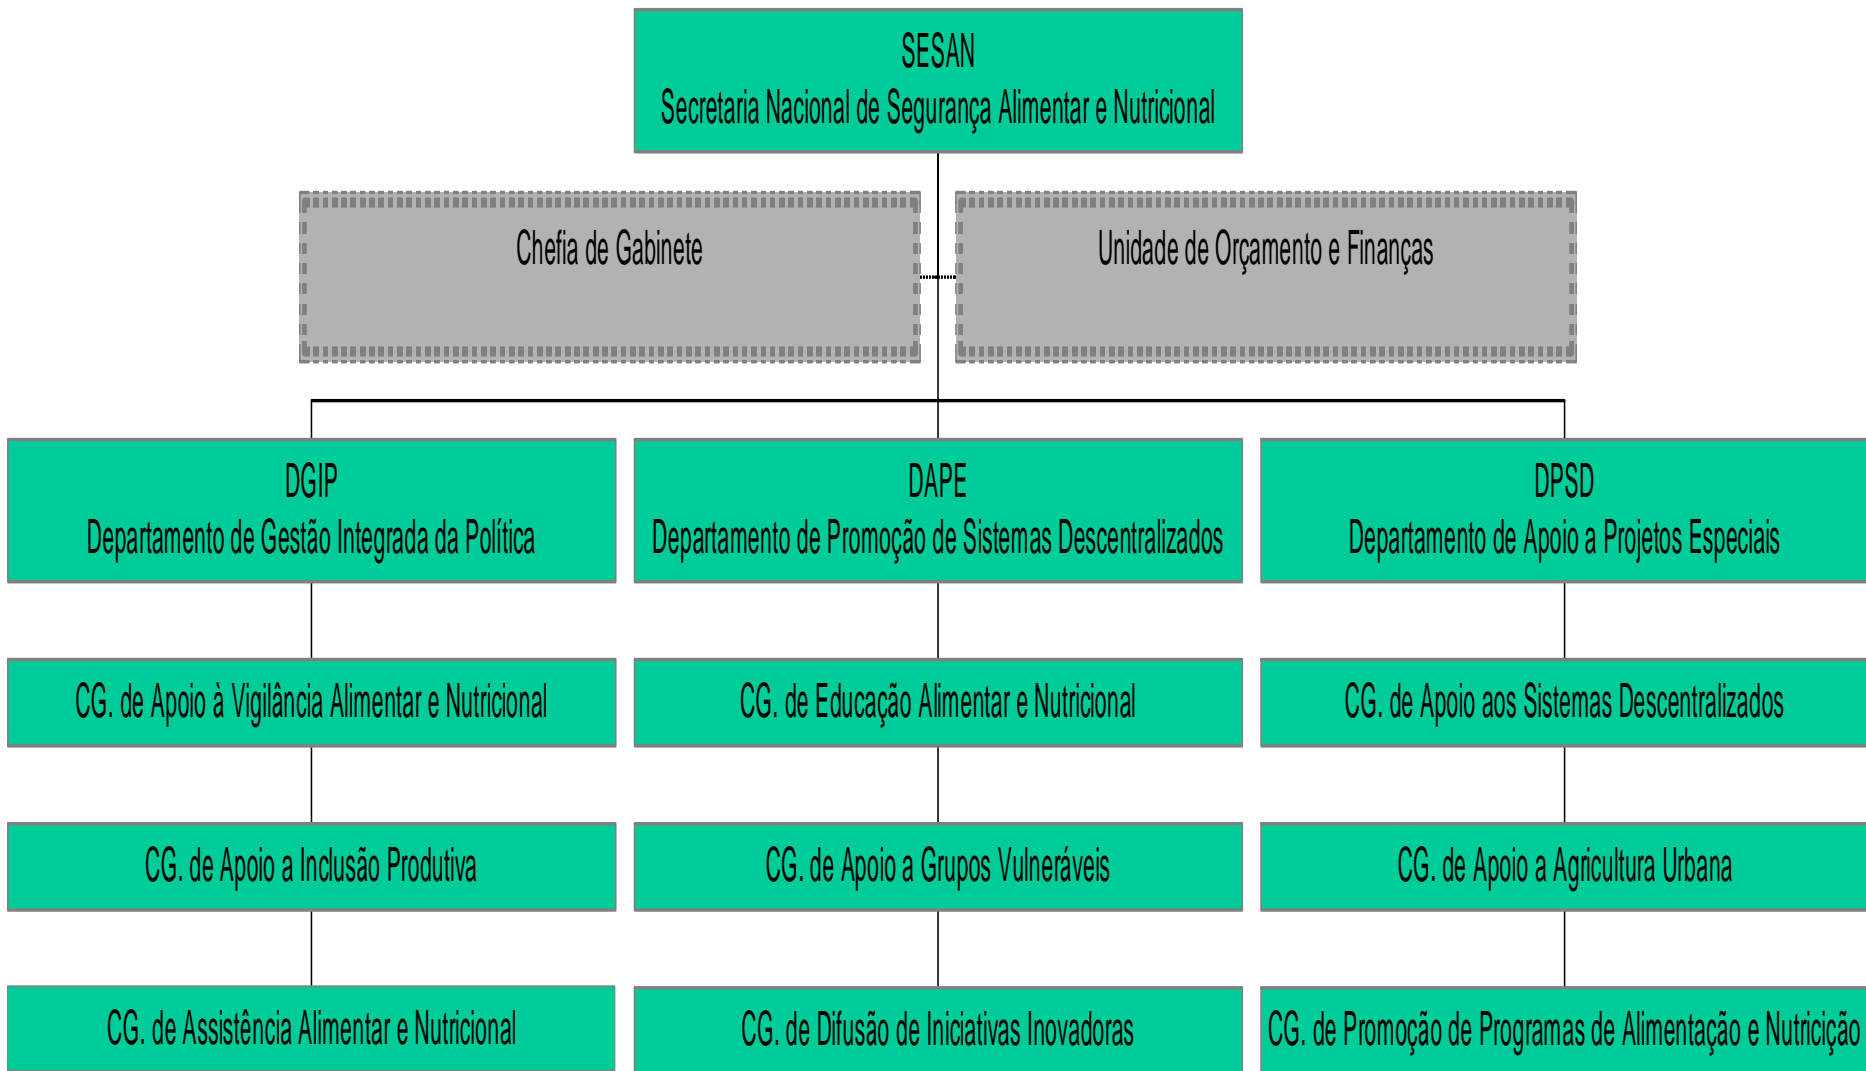 SESAN
Secretaria Nacional de Segurança Alimentar e Nutricional
Chefia de Gabinete
Unidade de Orçamento e Finanças
DGIP
Departamento de Gestão Integrada da Política
DAPE
Departamento de Promoção de Sistemas Descentralizados
DPSD
Departamento de Apoio a Projetos Especiais
CG. de Apoio à Vigilância Alimentar e Nutricional
CG. de Educação Alimentar e Nutricional
CG. de Apoio aos Sistemas Descentralizados
CG. de Apoio a Inclusão Produtiva
CG. de Apoio a Grupos Vulneráveis
CG. de Apoio a Agricultura Urbana
CG. de Assistência Alimentar e Nutricional
CG. de Difusão de Iniciativas Inovadoras
CG. de Promoção de Programas de Alimentação e Nutricição